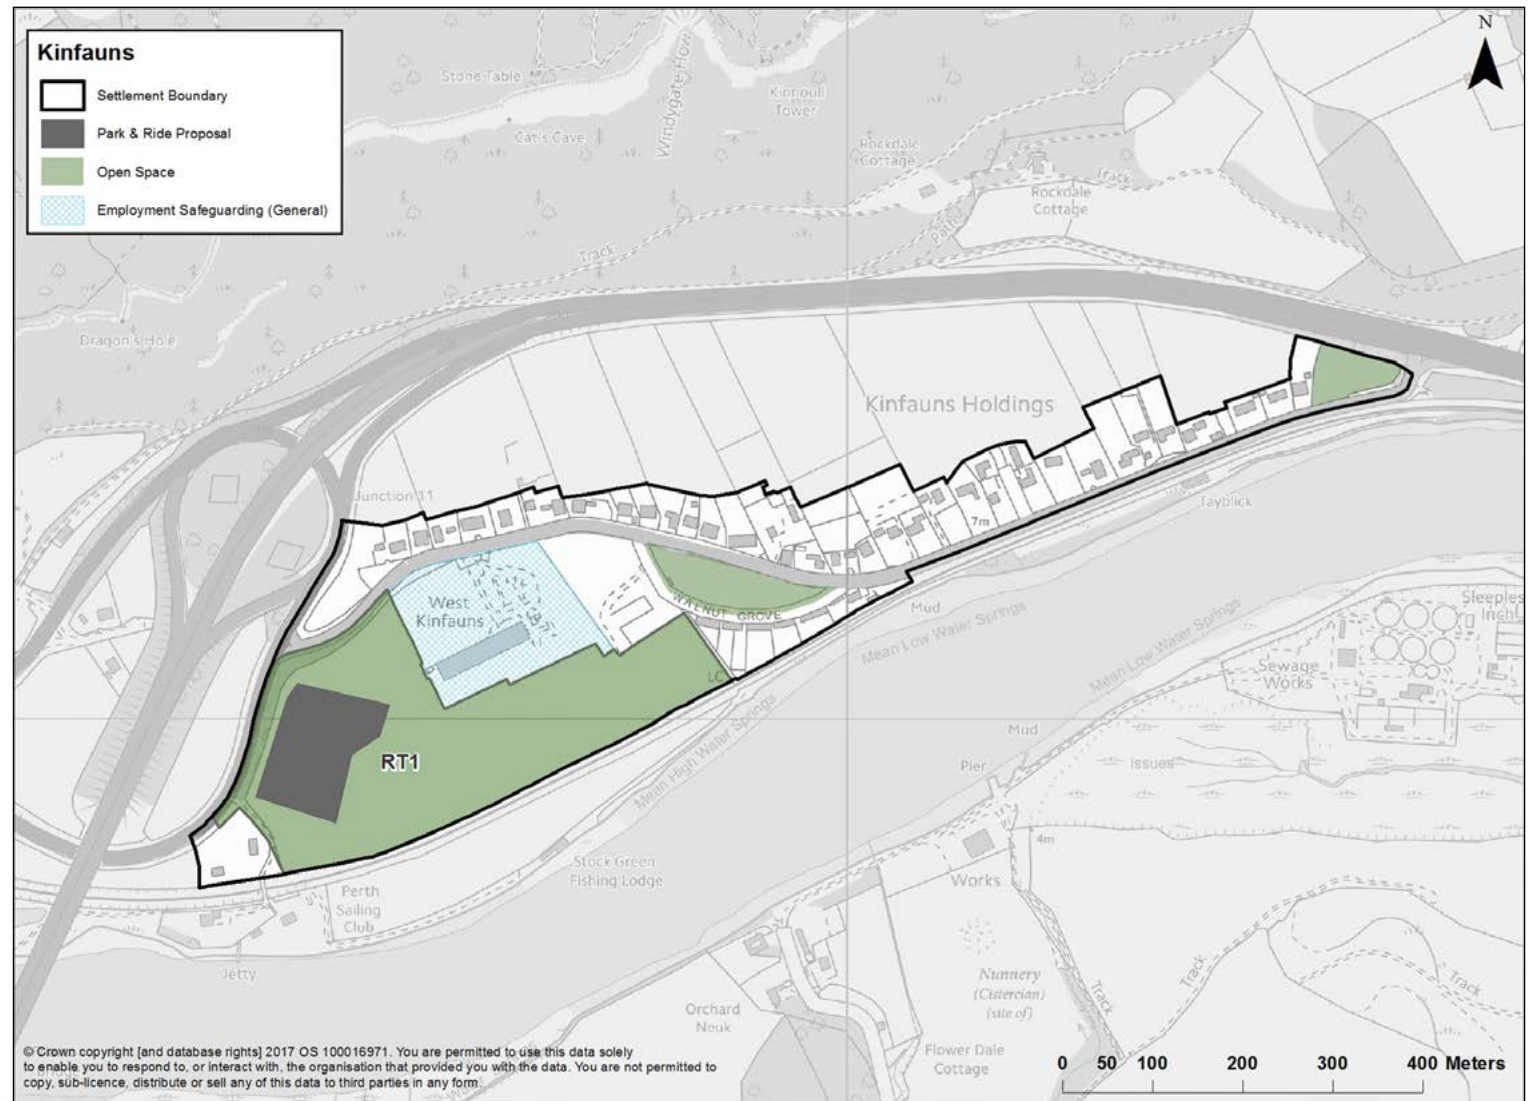 Kinfauns
Settlement Boundary
Park & Ride Proposal
Open Space
Employment Safeguarding (General)
N
Stone Table
Windygate How
Kinnoull
Tower
Cat's Cave
Rockdale
Cottage
Track
Rockdale
Cottage
Path
Track
Dragon's Hole
Kinfauns Holdings
Junction 11
Tayblick
7m
West
Kinfauns
WALNUT GROVE
Mud
Mean Low Water Springs
Mean Low Water Springs
Sleeples
Inch
Sewage
Works
LC
Mud
RT1
Mean High Water Springs
Pier
Issues
4m
Stock Green
Fishing Lodge
Works
Perth
Sailing
Club
Jetty
Nunnery
(Cistercian)
(site of)
Track
Track
Track
Orchard
Neuk
Flower Dale
Cottage
© Crown copyright [and database rights] 2017 OS 100016971. You are permitted to use this data solely
to enable you to respond to, or interact with, the organisation that provided you with the data. You are not permitted to
copy, sub-licence, distribute or sell any of this data to third parties in any form
0 50 100 200 300 400 Meters